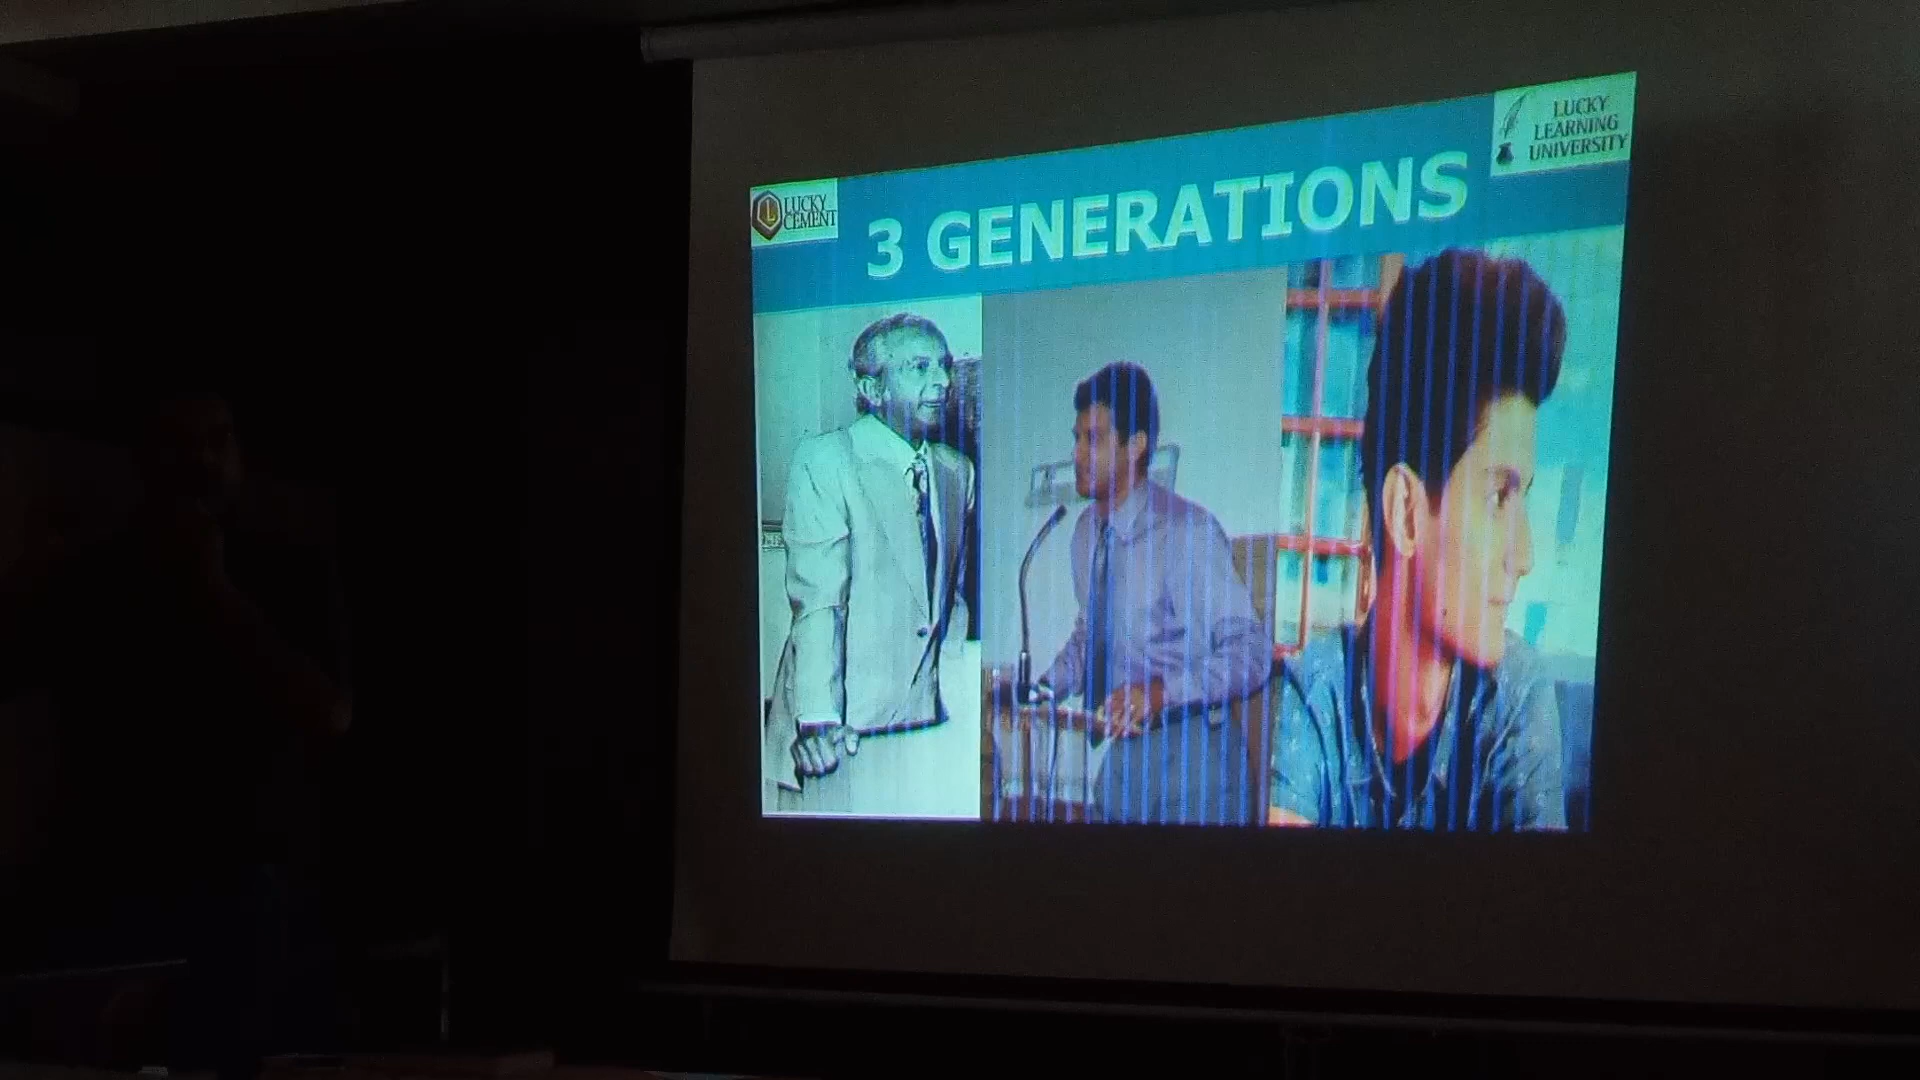 LUCKY
CEMENT
3 GENERATIONS
LUCKY
LEARNING
UNIVERSITY